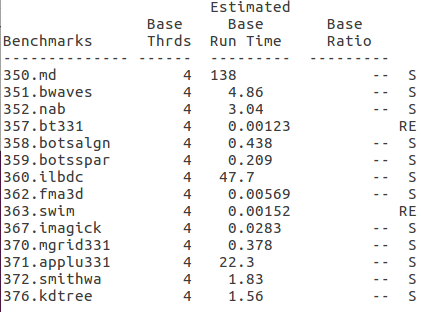 Estimated
                 Base      Base        Base
Benchmarks       Thrds   Run Time      Ratio
-------------- ------  ---------  ---------
350.md               4  138              --  S
351.bwaves           4    4.86           --  S
352.nab              4    3.04           --  S
357.bt331            4    0.00123           RE
358.botsalgn         4    0.438          --  S
359.botsspar         4    0.209          --  S
360.ilbdc            4   47.7            --  S
362.fma3d            4    0.00569        --  S
363.swim             4    0.00152           RE
367.imagick          4    0.0283         --  S
370.mgrid331         4    0.378          --  S
371.applu331         4   22.3            --  S
372.smithwa          4    1.83           --  S
376.kdtree           4    1.56           --  S